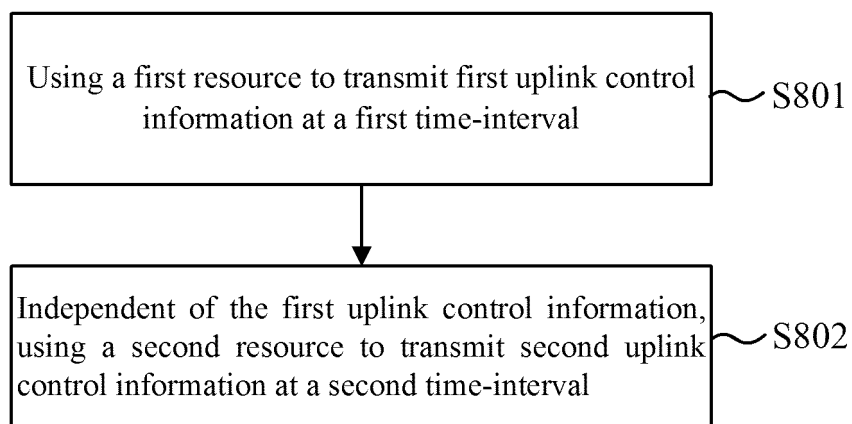 Using a first resource to transmit first uplink control
information at a first time-interval
S801
Independent of the first uplink control information,
using a second resource to transmit second uplink
control information at a second time-interval
S802